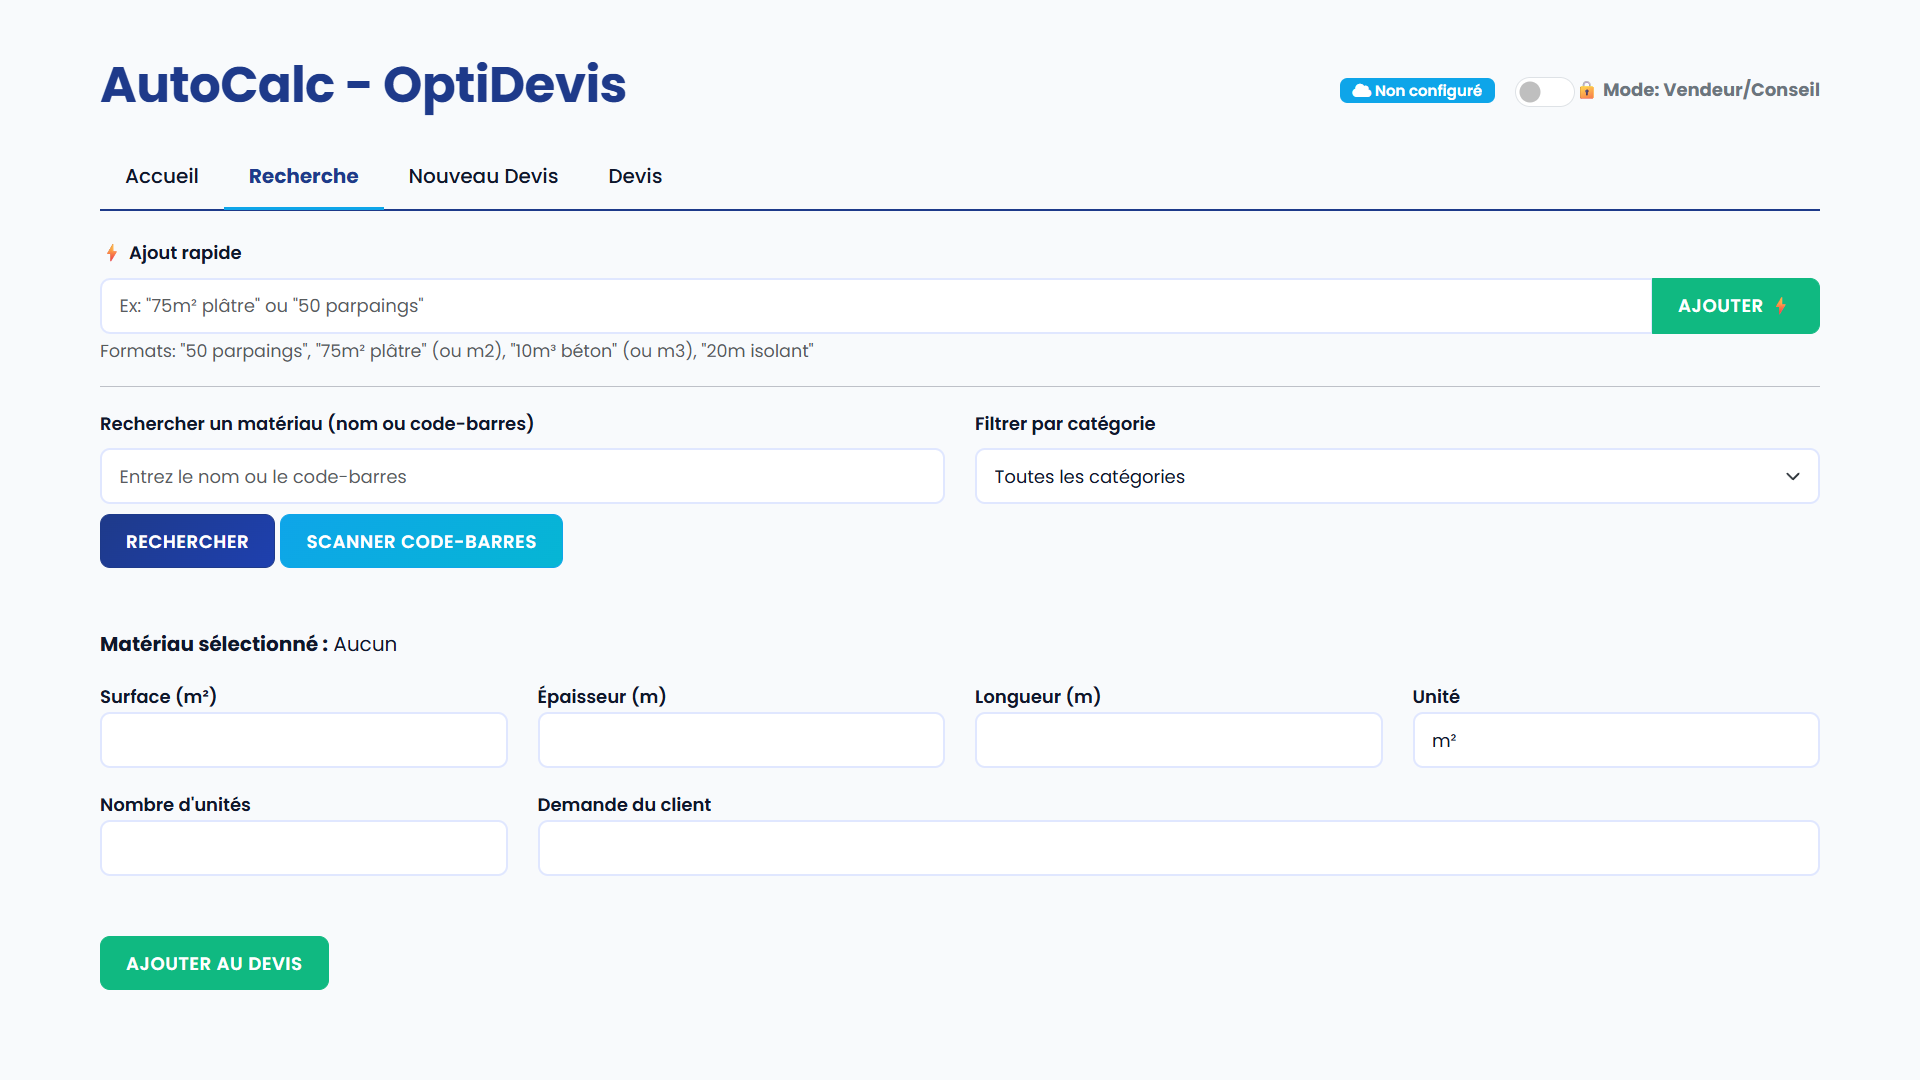 AutoCalc - OptiDevis
Non configuré
Mode: Vendeur/Conseil
Accueil
Recherche
Nouveau Devis
Devis
Ajout rapide
Ex: "75m² plâtre" ou "50 parpaings"
AJOUTER
Formats: "50 parpaings", "75m² plâtre" (ou m2), "10m³ béton" (ou m3), "20m isolant"
Rechercher un matériau (nom ou code-barres)
Filtrer par catégorie
Entrez le nom ou le code-barres
Toutes les catégories
RECHERCHER
SCANNER CODE-BARRES
Matériau sélectionné : Aucun
Surface (m²)
Épaisseur (m)
Longueur (m)
Unité
m²
Nombre d'unités
Demande du client
AJOUTER AU DEVIS